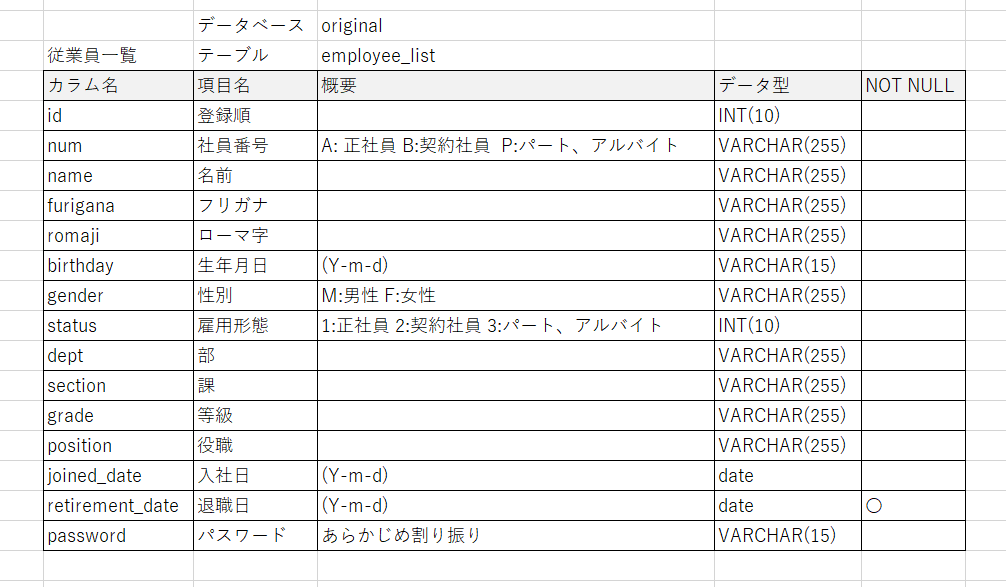 データベース original
従業員一覧 テーブル employee_list
カラム名 項目名 概要 データ型 NOT NULL
id 登録順 INT(10)
num 社員番号 A: 正社員 B:契約社員 P:パート、アルバイト VARCHAR(255)
name 名前 VARCHAR(255)
furigana フリガナ VARCHAR(255)
romaji ローマ字 VARCHAR(255)
birthday 生年月日 (Y-m-d) VARCHAR(15)
gender 性別 M:男性 F:女性 VARCHAR(255)
status 雇用形態 1:正社員 2:契約社員 3:パート、アルバイト INT(10)
dept 部 VARCHAR(255)
section 課 VARCHAR(255)
grade 等級 VARCHAR(255)
position 役職 VARCHAR(255)
joined_date 入社日 (Y-m-d) date
retirement_date 退職日 (Y-m-d) date 〇
password パスワード あらかじめ割り振り VARCHAR(15)